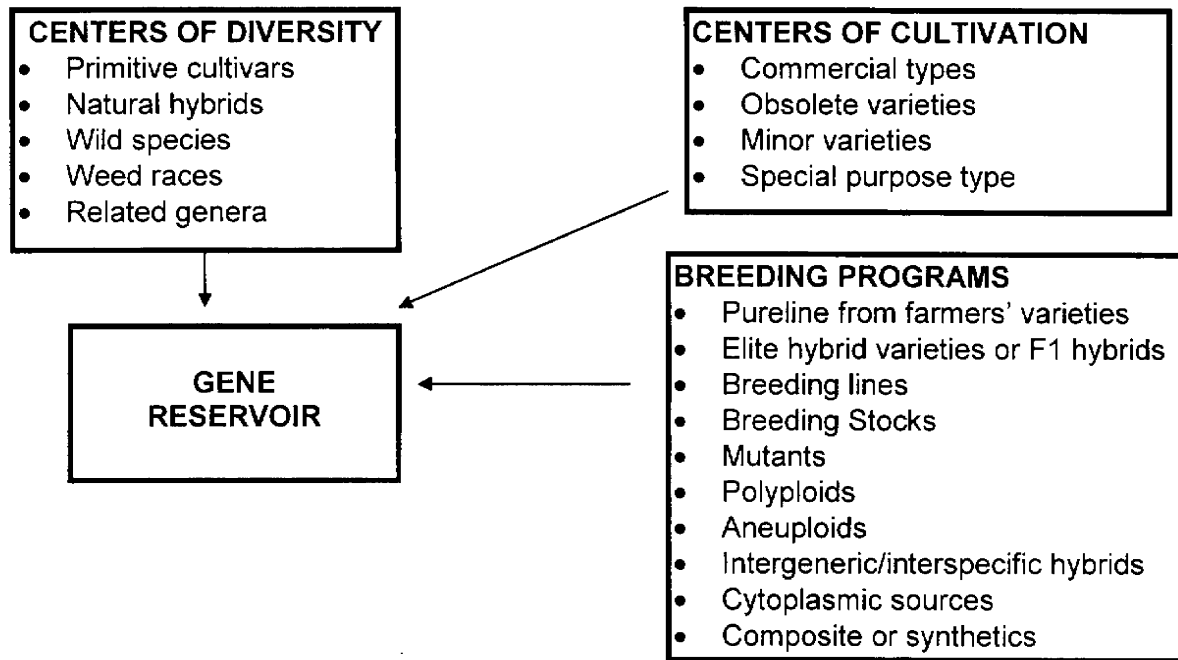 CENTERS OF DIVERSITY
• Primitive cultivars
• Natural hybrids
• Wild species
• Weed races
• Related genera
CENTERS OF CULTIVATION
• Commercial types
• Obsolete varieties
• Minor varieties
• Special purpose type
GENE
RESERVOIR
BREEDING PROGRAMS
• Pureline from farmers’ varieties
• Elite hybrid varieties or F1 hybrids
• Breeding lines
• Breeding Stocks
• Mutants
• Polyploids
• Aneuploids
• Intergeneric/interspecific hybrids
• Cytoplasmic sources
• Composite or synthetics